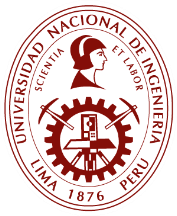 UNIVERSIDAD NACIONAL DE INGENIERIA
SCIENTIA ET LABOR
LIMA 1876 PERU